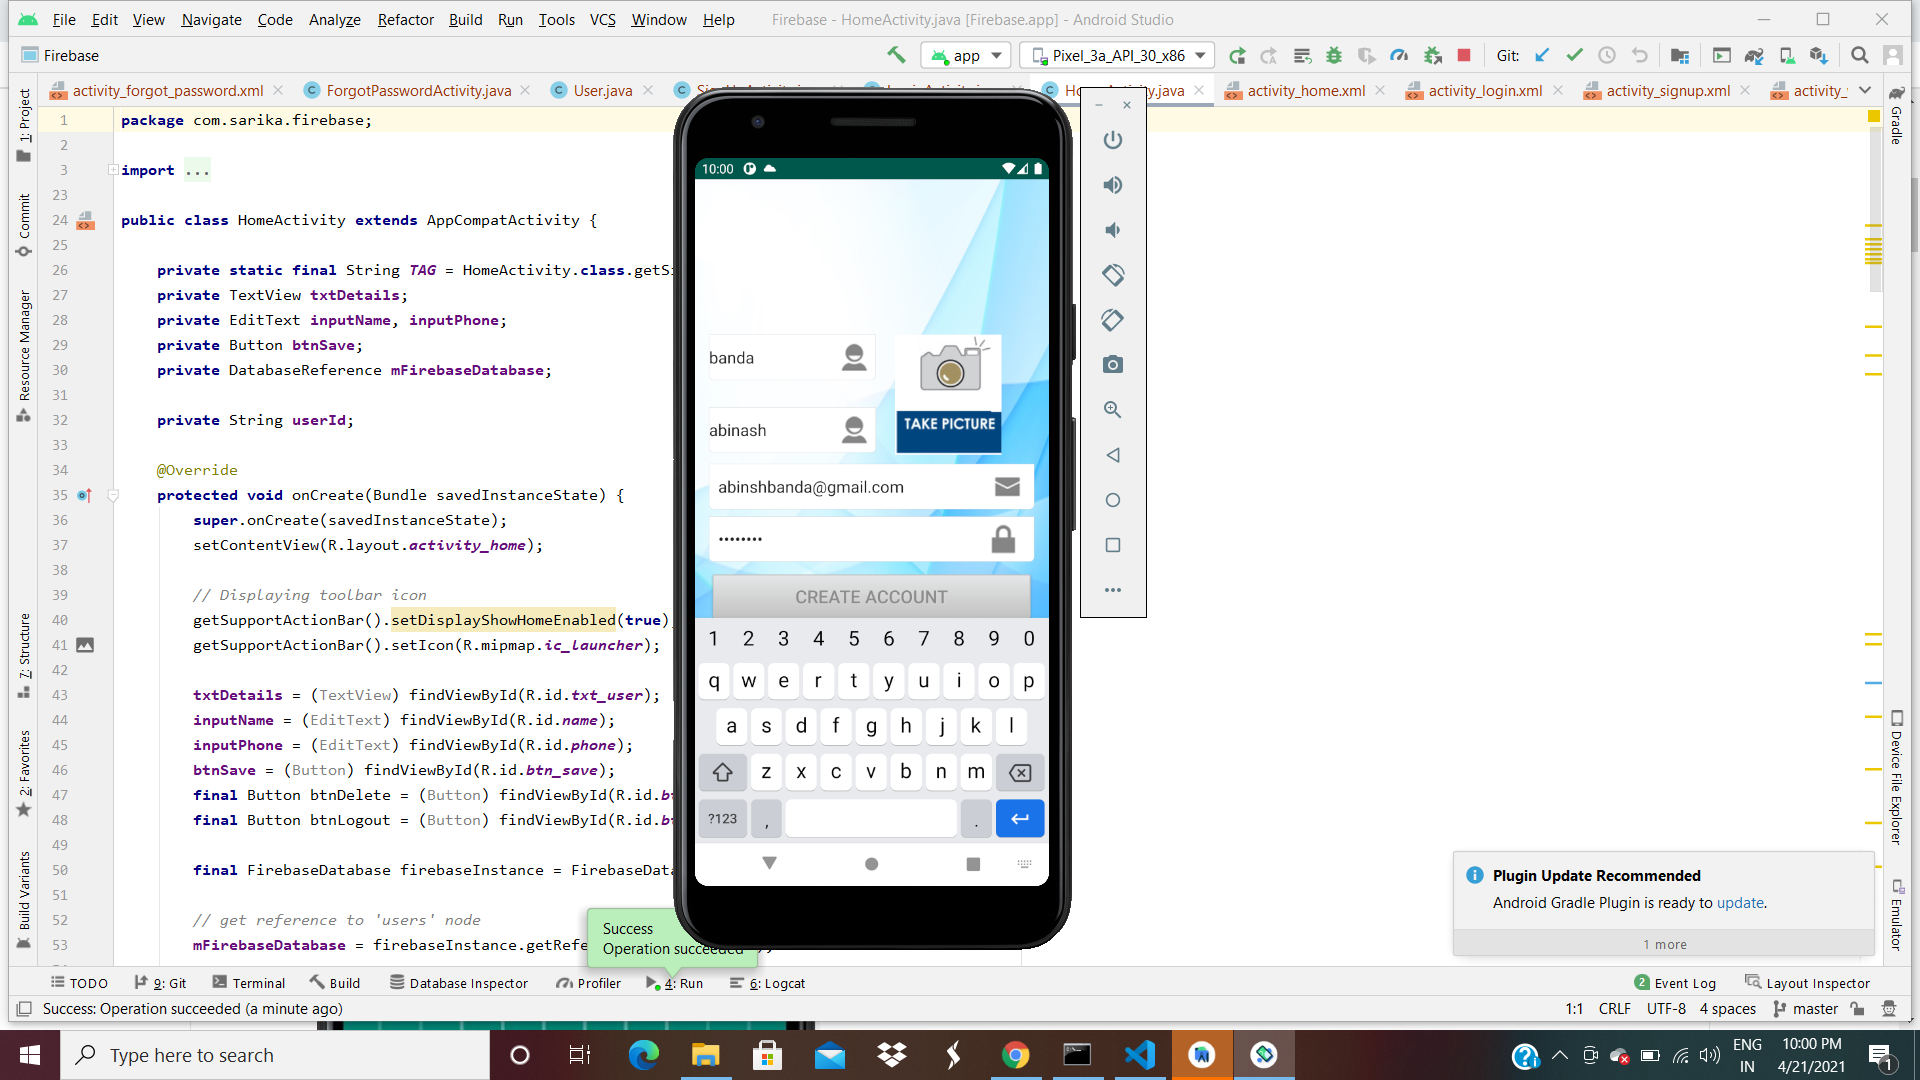 File Edit View Navigate Code Analyze Refactor Build Run Tools VCS Window Help Firebase - HomeActivity.java [Firebase.app] - Android Studio
Firebase app Pixel_3a_API_30_x86 Git:
activity_forgot_password.xml ForgotPasswordActivity.java User.java activity_home.xml activity_login.xml activity_signup.xml
1 package com.sarika.firebase;
2
3 import ...
23
24 public class HomeActivity extends AppCompatActivity {
25
26 private static final String TAG = HomeActivity.class.getSi
27 private TextView txtDetails;
28 private EditText inputName, inputPhone;
29 private Button btnSave;
30 private DatabaseReference mFirebaseDatabase;
31
32 private String userId;
33
34 @Override
35 protected void onCreate(Bundle savedInstanceState) {
36 super.onCreate(savedInstanceState);
37 setContentView(R.layout.activity_home);
38
39 // Displaying toolbar icon
40 getSupportActionBar().setDisplayShowHomeEnabled(true)
41 getSupportActionBar().setIcon(R.mipmap.ic_launcher);
42
43 txtDetails = (TextView) findViewById(R.id.txt_user);
44 inputName = (EditText) findViewById(R.id.name);
45 inputPhone = (EditText) findViewById(R.id.phone);
46 btnSave = (Button) findViewById(R.id.btn_save);
47 final Button btnDelete = (Button) findViewById(R.id.b
48 final Button btnLogout = (Button) findViewById(R.id.b
49
50 final FirebaseDatabase firebaseInstance = FirebaseDat
51
52 // get reference to 'users' node
53 mFirebaseDatabase = firebaseInstance.getRefe
1: Project
Commit
Resource Manager
7: Structure
2: Favorites
Build Variants
10:00
banda
abinash
TAKE PICTURE
abinshbanda@gmail.com
••••••••
CREATE ACCOUNT
1 2 3 4 5 6 7 8 9 0
q w e r t y u i o p
a s d f g h j k l
z x c v b n m
?123 , .
Gradle
Device File Explorer
Emulator
Success
Operation succeeded
Plugin Update Recommended
Android Gradle Plugin is ready to update.
1 more
TODO 9: Git Terminal Build Database Inspector Profiler 4: Run 6: Logcat 2 Event Log Layout Inspector
Success: Operation succeeded (a minute ago) 1:1 CRLF UTF-8 4 spaces master
Type here to search
ENG
IN
10:00 PM
4/21/2021
1